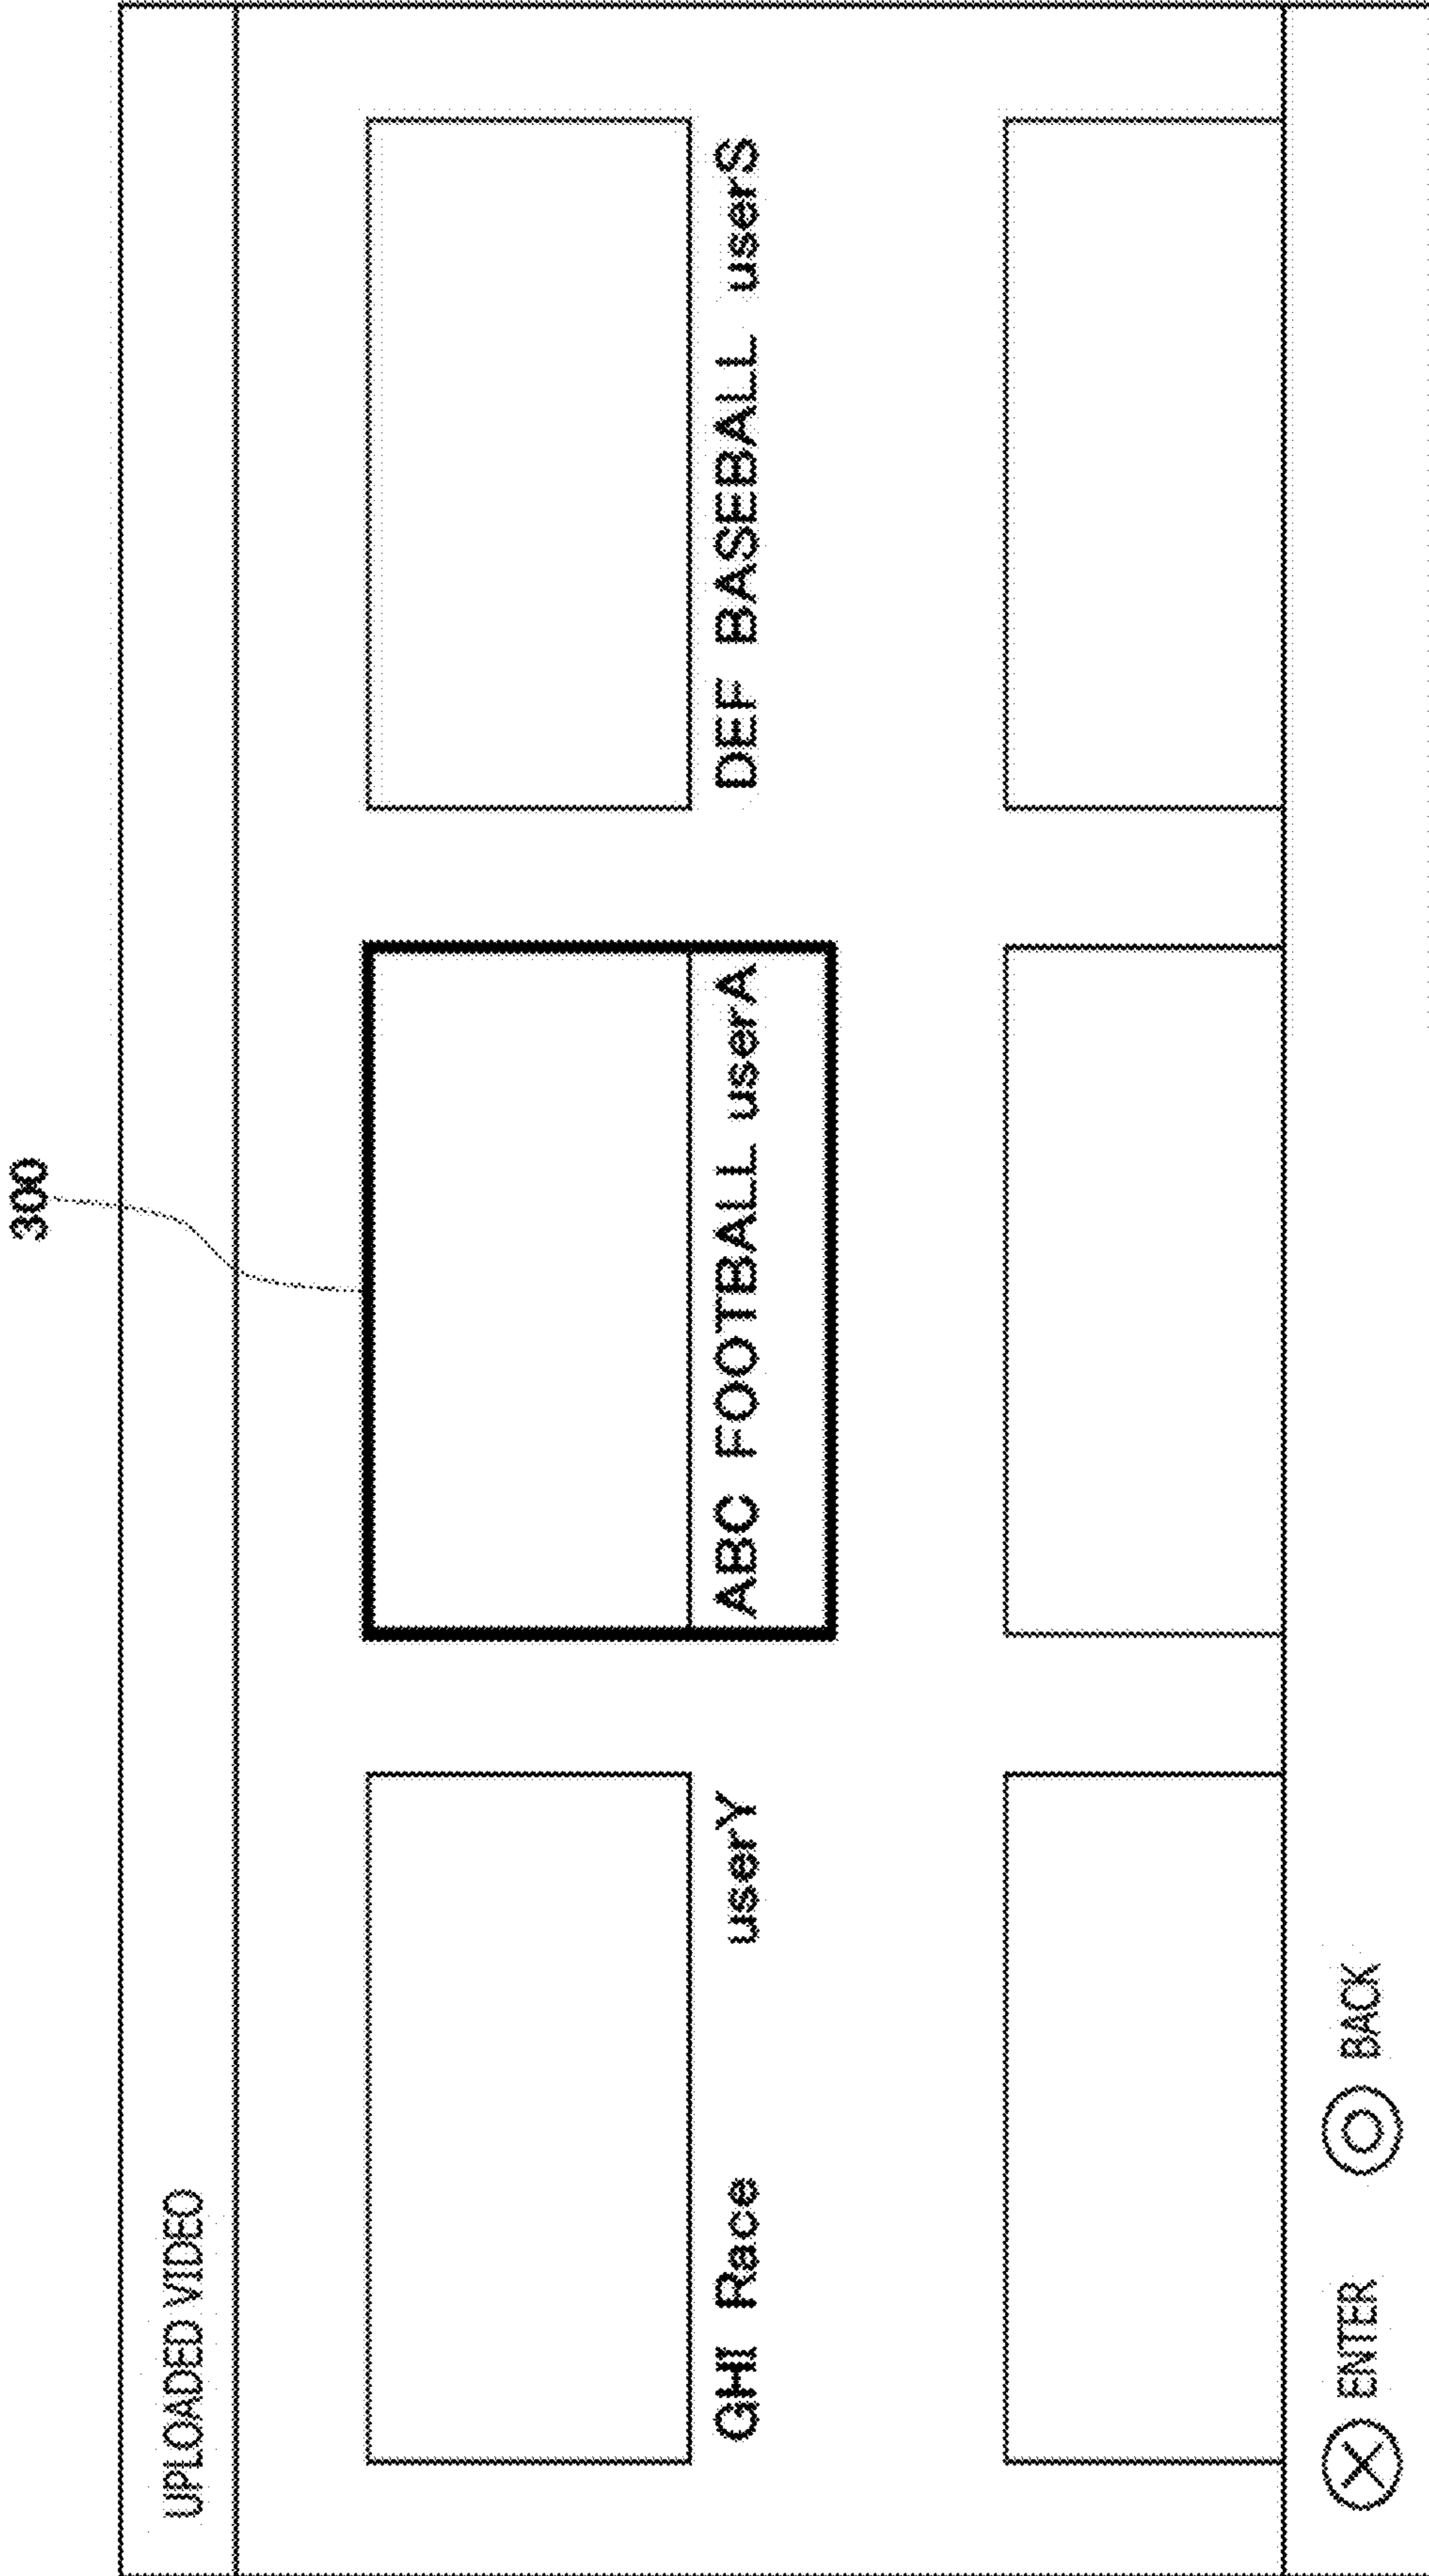 300
UPLOADED VIDEO
GHI Race userY ABC FOOTBALL userA DEF BASEBALL userS
ENTER BACK